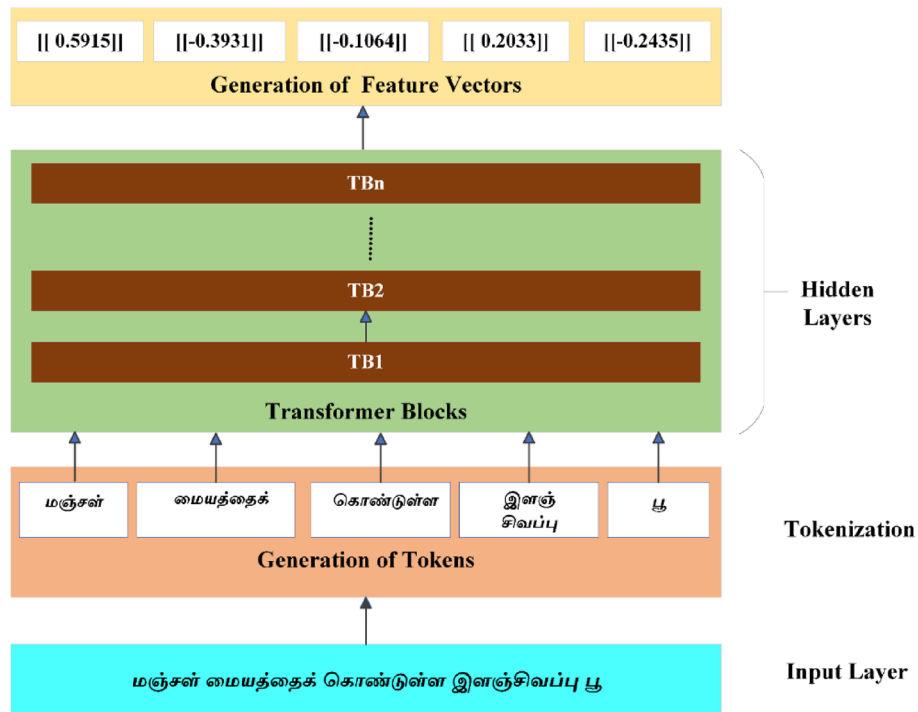 [[ 0.5915]] [[-0.3931]] [[-0.1064]] [[ 0.2033]] [[-0.2435]]
Generation of Feature Vectors
TBn
TB2
TB1
Transformer Blocks
Hidden
Layers
மஞ்சள் மையத்தைக் கொண்டுள்ள இளஞ்
சிவப்பு பூ
Generation of Tokens
Tokenization
மஞ்சள் மையத்தைக் கொண்டுள்ள இளஞ்சிவப்பு பூ
Input Layer